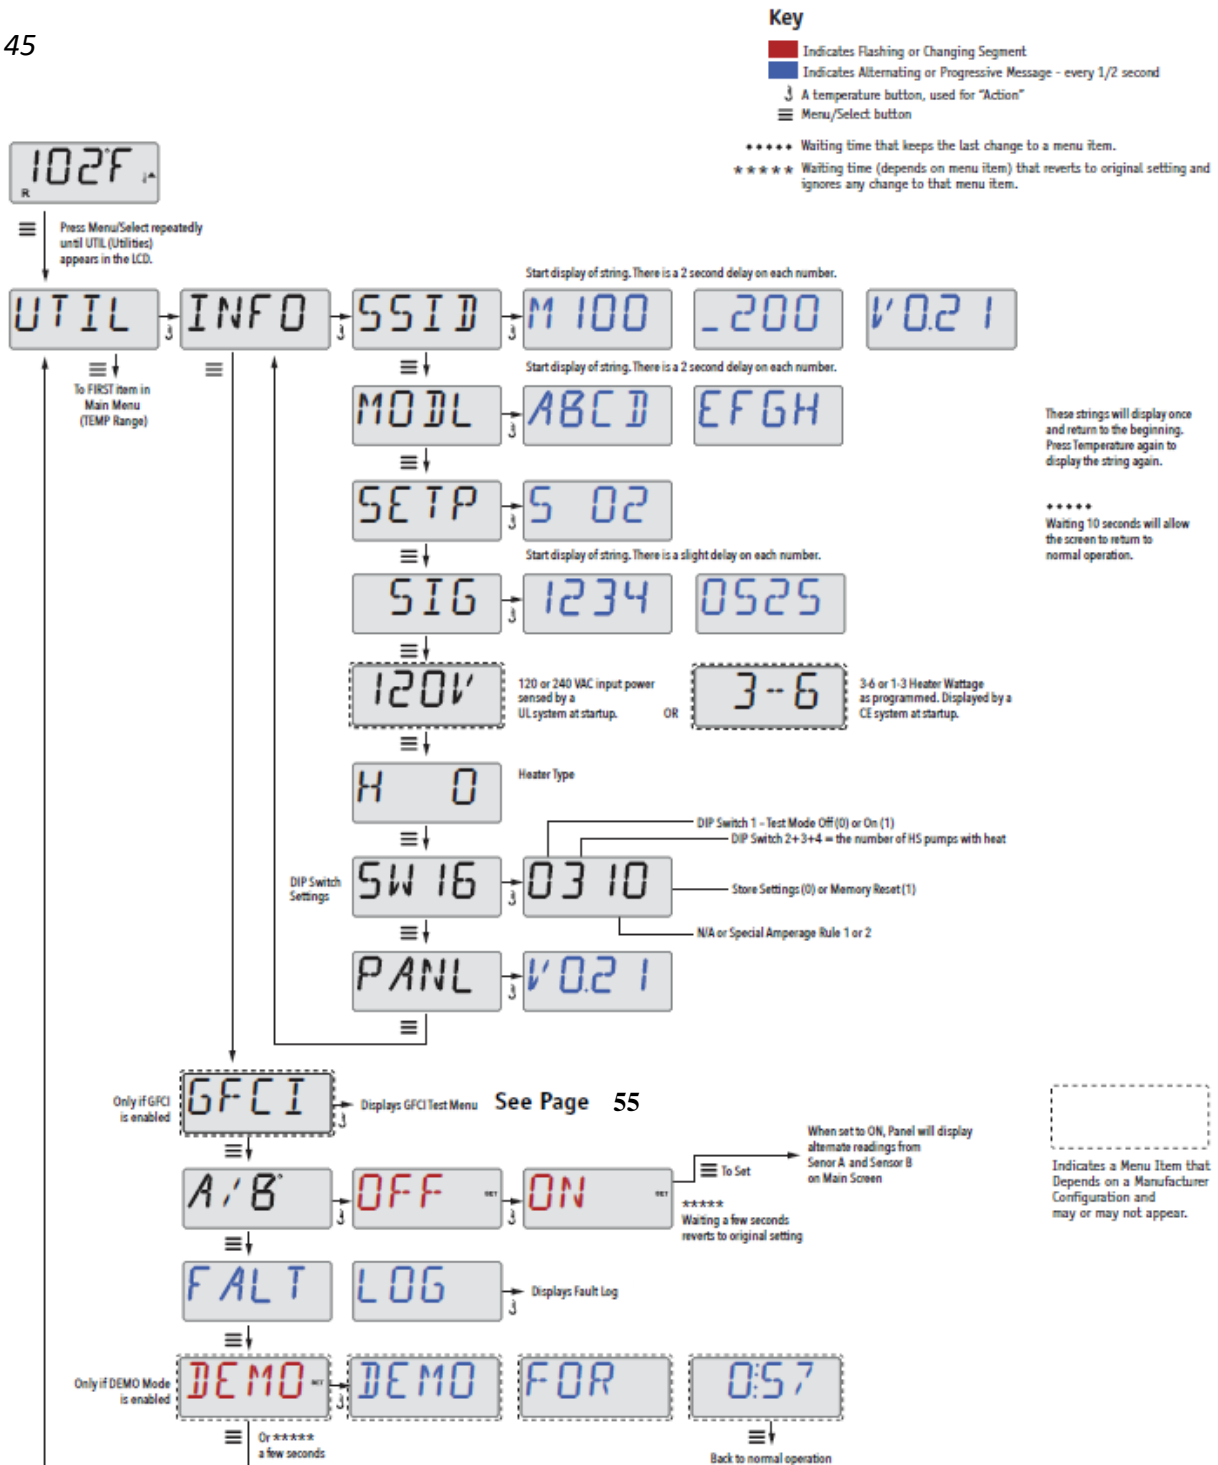 Key
45
Indicates Flashing or Changing Segment
Indicates Alternating or Progressive Message - every 1/2 second
A temperature button, used for "Action"
Menu/Select button
Waiting time that keeps the last change to a menu item.
***** Waiting time (depends on menu item) that reverts to original setting and
ignores any change to that menu item.
102°F
R
Press Menu/Select repeatedly
until UTIL (Utilities)
appears in the LCD.
Start display of string. There is a 2 second delay on each number.
UTIL INFO SSID M100 _200 V0.21
To FIRST item in
Main Menu
(TEMP Range)
Start display of string. There is a 2 second delay on each number.
MODL ABCD EFGH
These strings will display once
and return to the beginning.
Press Temperature again to
display the string again.
SETP S 02
Waiting 10 seconds will allow
the screen to return to
normal operation.
Start display of string. There is a slight delay on each number.
SIG 1234 0525
120V
120 or 240 VAC input power
sensed by a
UL system at startup.
OR
3--6
3-6 or 1-3 Heater Wattage
as programmed. Displayed by a
CE system at startup.
H 0
Heater Type
DIP Switch 1 - Test Mode Off (0) or On (1)
DIP Switch 2+3+4 = the number of HS pumps with heat
DIP Switch
Settings
SW16 0310
Store Settings (0) or Memory Reset (1)
N/A or Special Amperage Rule 1 or 2
PANL V0.21
Only if GFCI
is enabled
GFCI
Displays GFCI Test Menu See Page 55
When set to ON, Panel will display
alternate readings from
Senor A and Sensor B
on Main Screen
A/B° OFF SET ON SET
To Set
*****
Waiting a few seconds
reverts to original setting
Indicates a Menu Item that
Depends on a Manufacturer
Configuration and
may or may not appear.
FALT LOG
Displays Fault Log
Only if DEMO Mode
is enabled
DEMO SET DEMO FOR 0:57
Or *****
a few seconds
Back to normal operation